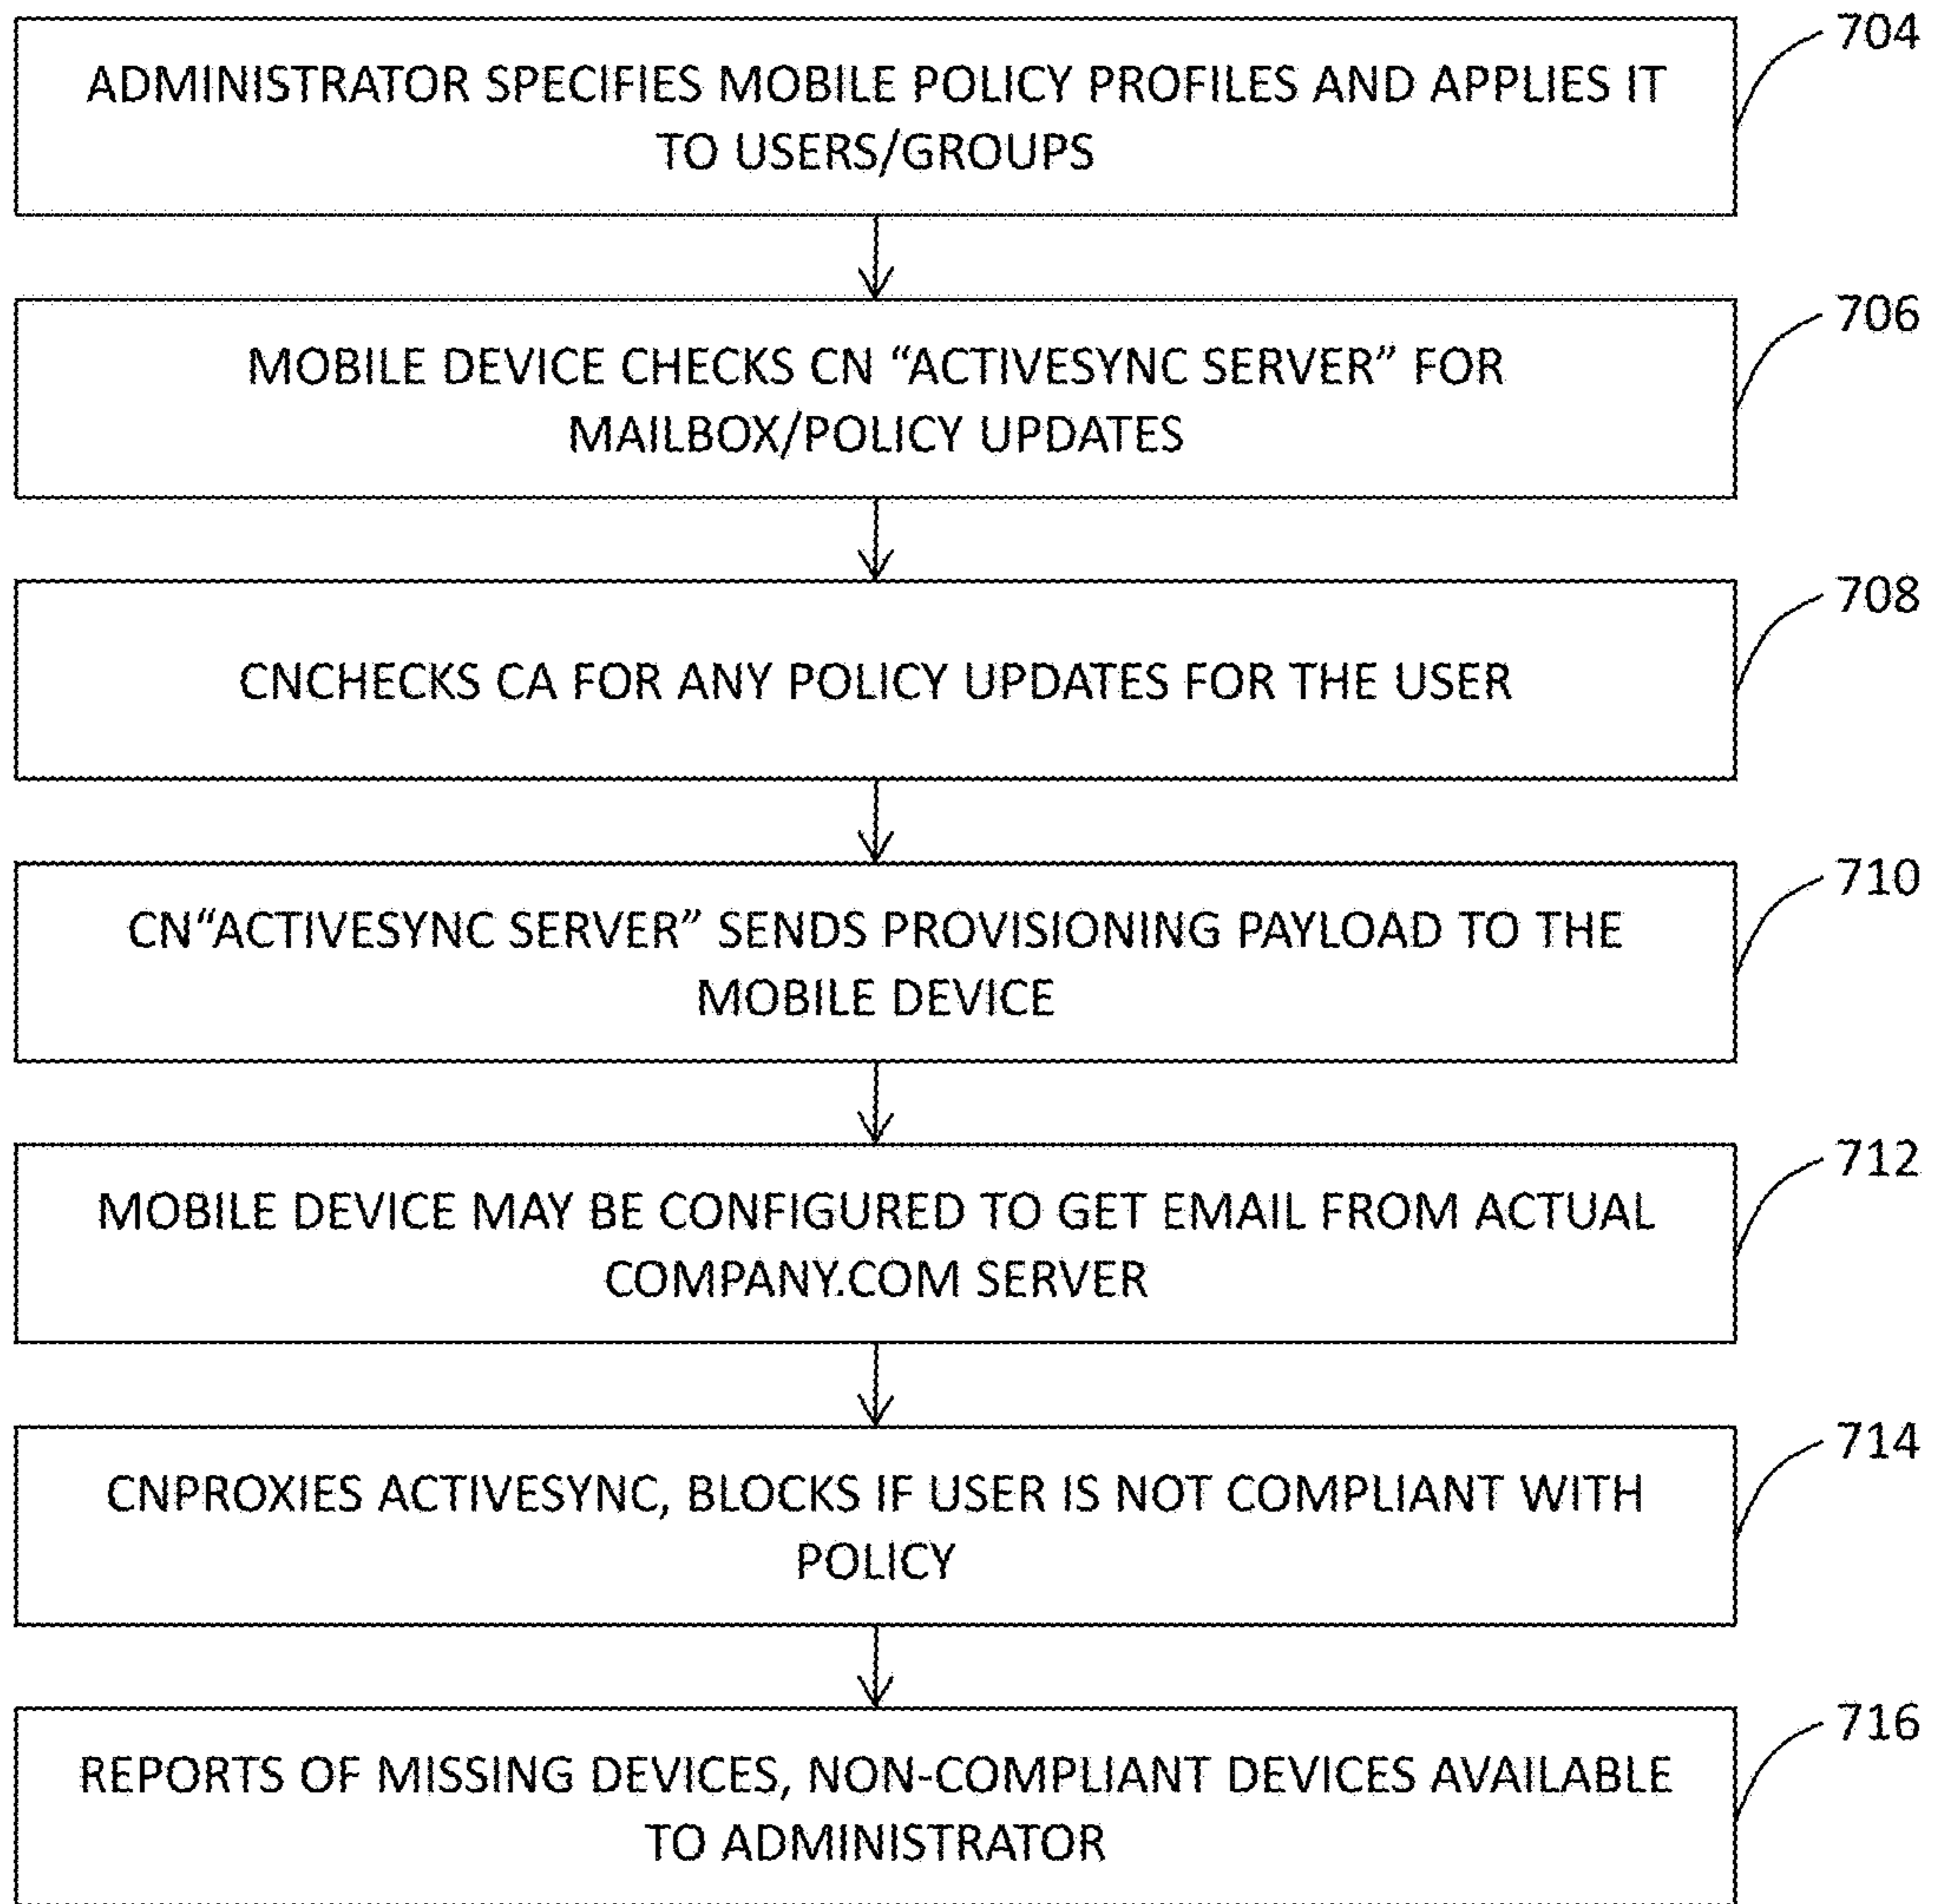 704
ADMINISTRATOR SPECIFIES MOBILE POLICY PROFILES AND APPLIES IT
TO USERS/GROUPS
706
MOBILE DEVICE CHECKS CN “ACTIVESYNC SERVER” FOR
MAILBOX/POLICY UPDATES
708
CNCHECKS CA FOR ANY POLICY UPDATES FOR THE USER
710
CN“ACTIVESYNC SERVER” SENDS PROVISIONING PAYLOAD TO THE
MOBILE DEVICE
712
MOBILE DEVICE MAY BE CONFIGURED TO GET EMAIL FROM ACTUAL
COMPANY.COM SERVER
714
CNPROXIES ACTIVESYNC, BLOCKS IF USER IS NOT COMPLIANT WITH
POLICY
716
REPORTS OF MISSING DEVICES, NON-COMPLIANT DEVICES AVAILABLE
TO ADMINISTRATOR